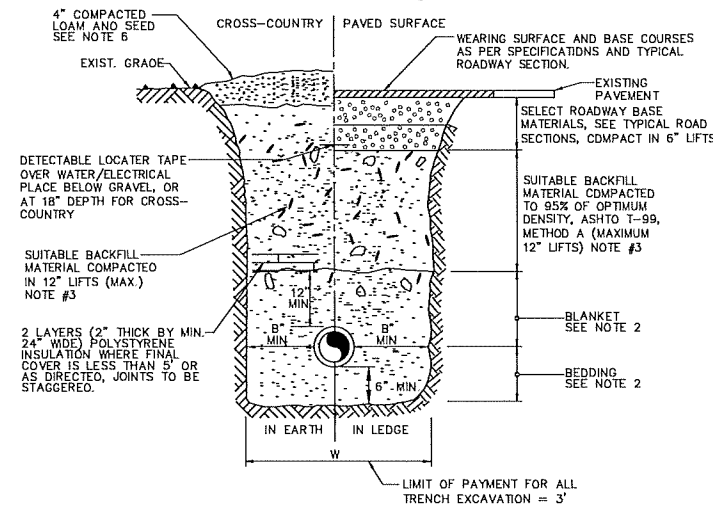 4" COMPACTED
LOAM ANO SEED
SEE NOTE 6
CROSS-COUNTRY
PAVED SURFACE
WEARING SURFACE AND BASE COURSES
AS PER SPECIFICATIDNS AND TYPICAL
ROADWAY SECTION.
EXIST. GRADE
EXISTING
PAVEMENT
SELECT ROADWAY BASE
MATERIALS, SEE TYPICAL ROAD
SECTIONS, CDMPACT IN 6" LIFTS
DETECTABLE LOCATER TAPE
OVER WATER/ELECTRICAL
PLACE BELOW GRAVEL, OR
AT 18" DEPTH FOR CROSS-
COUNTRY
SUITABLE BACKFILL
MATERIAL CDMPACTED
TO 95% OF OPTIMUM
DENSITY, ASHTO T-99,
METHOD A (MAXIMUM
12" LIFTS) NOTE #3
SUITABLE BACKFILL
MATERIAL COMPACTED
IN 12" LIFTS (MAX.)
NOTE #3
12"
MIN
2 LAYERS (2" THICK BY MIN.
24" WDE) POLYSTYRENE
INSULATION WHERE FINAL
COVER IS LESS THAN 5' OR
AS DIRECTED, JOINTS TO BE
STAGGERED.
8"
MIN
8"
MIN
BLANKET
SEE NOTE 2
6" MIN
BEDDING
SEE NOTE 2
IN EARTH
IN LEDGE
W
LIMIT OF PAYMENT FOR ALL
TRENCH EXCAVATION = 3'